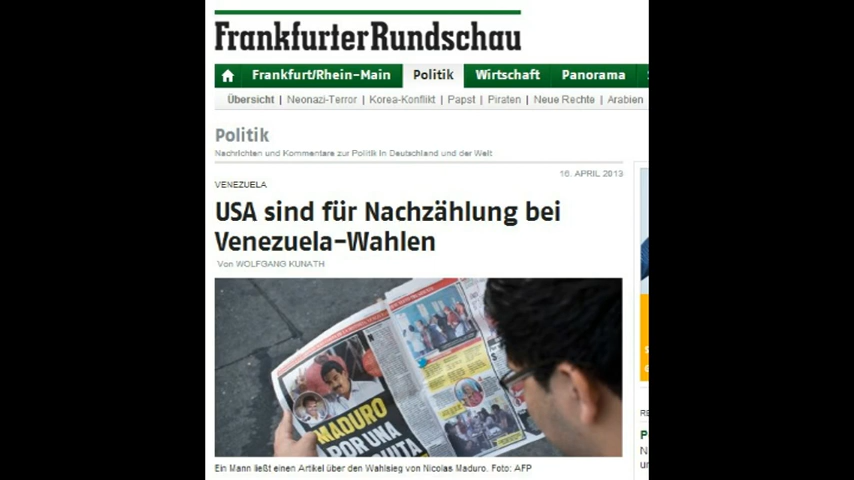 Frankfurter Rundschau
Frankfurt/Rhein-Main Politik Wirtschaft Panorama
Übersicht | Neonazi-Terror | Korea-Konflikt | Papst | Piraten | Neue Rechte | Arabien
Politik
Nachrichten und Kommentare zur Politik in Deutschland und der Welt
16. APRIL 2013
VENEZUELA
USA sind für Nachzählung bei
Venezuela-Wahlen
Von WOLFGANG KUNATH
MADURO
POR UNA
Ein Mann ließt einen Artikel über den Wahlsieg von Nicolas Maduro. Foto: AFP